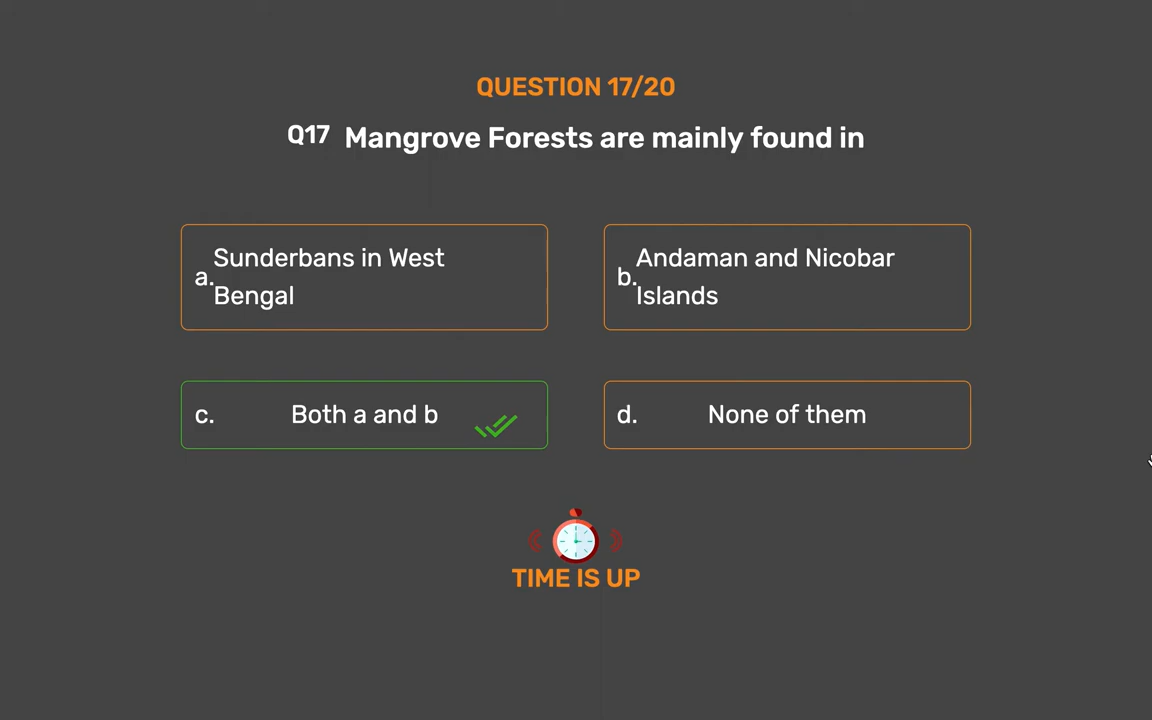 QUESTION 17/20
Q17 Mangrove Forests are mainly found in
a. Sunderbans in West
Bengal
b. Andaman and Nicobar
Islands
c. Both a and b
d. None of them
TIME IS UP